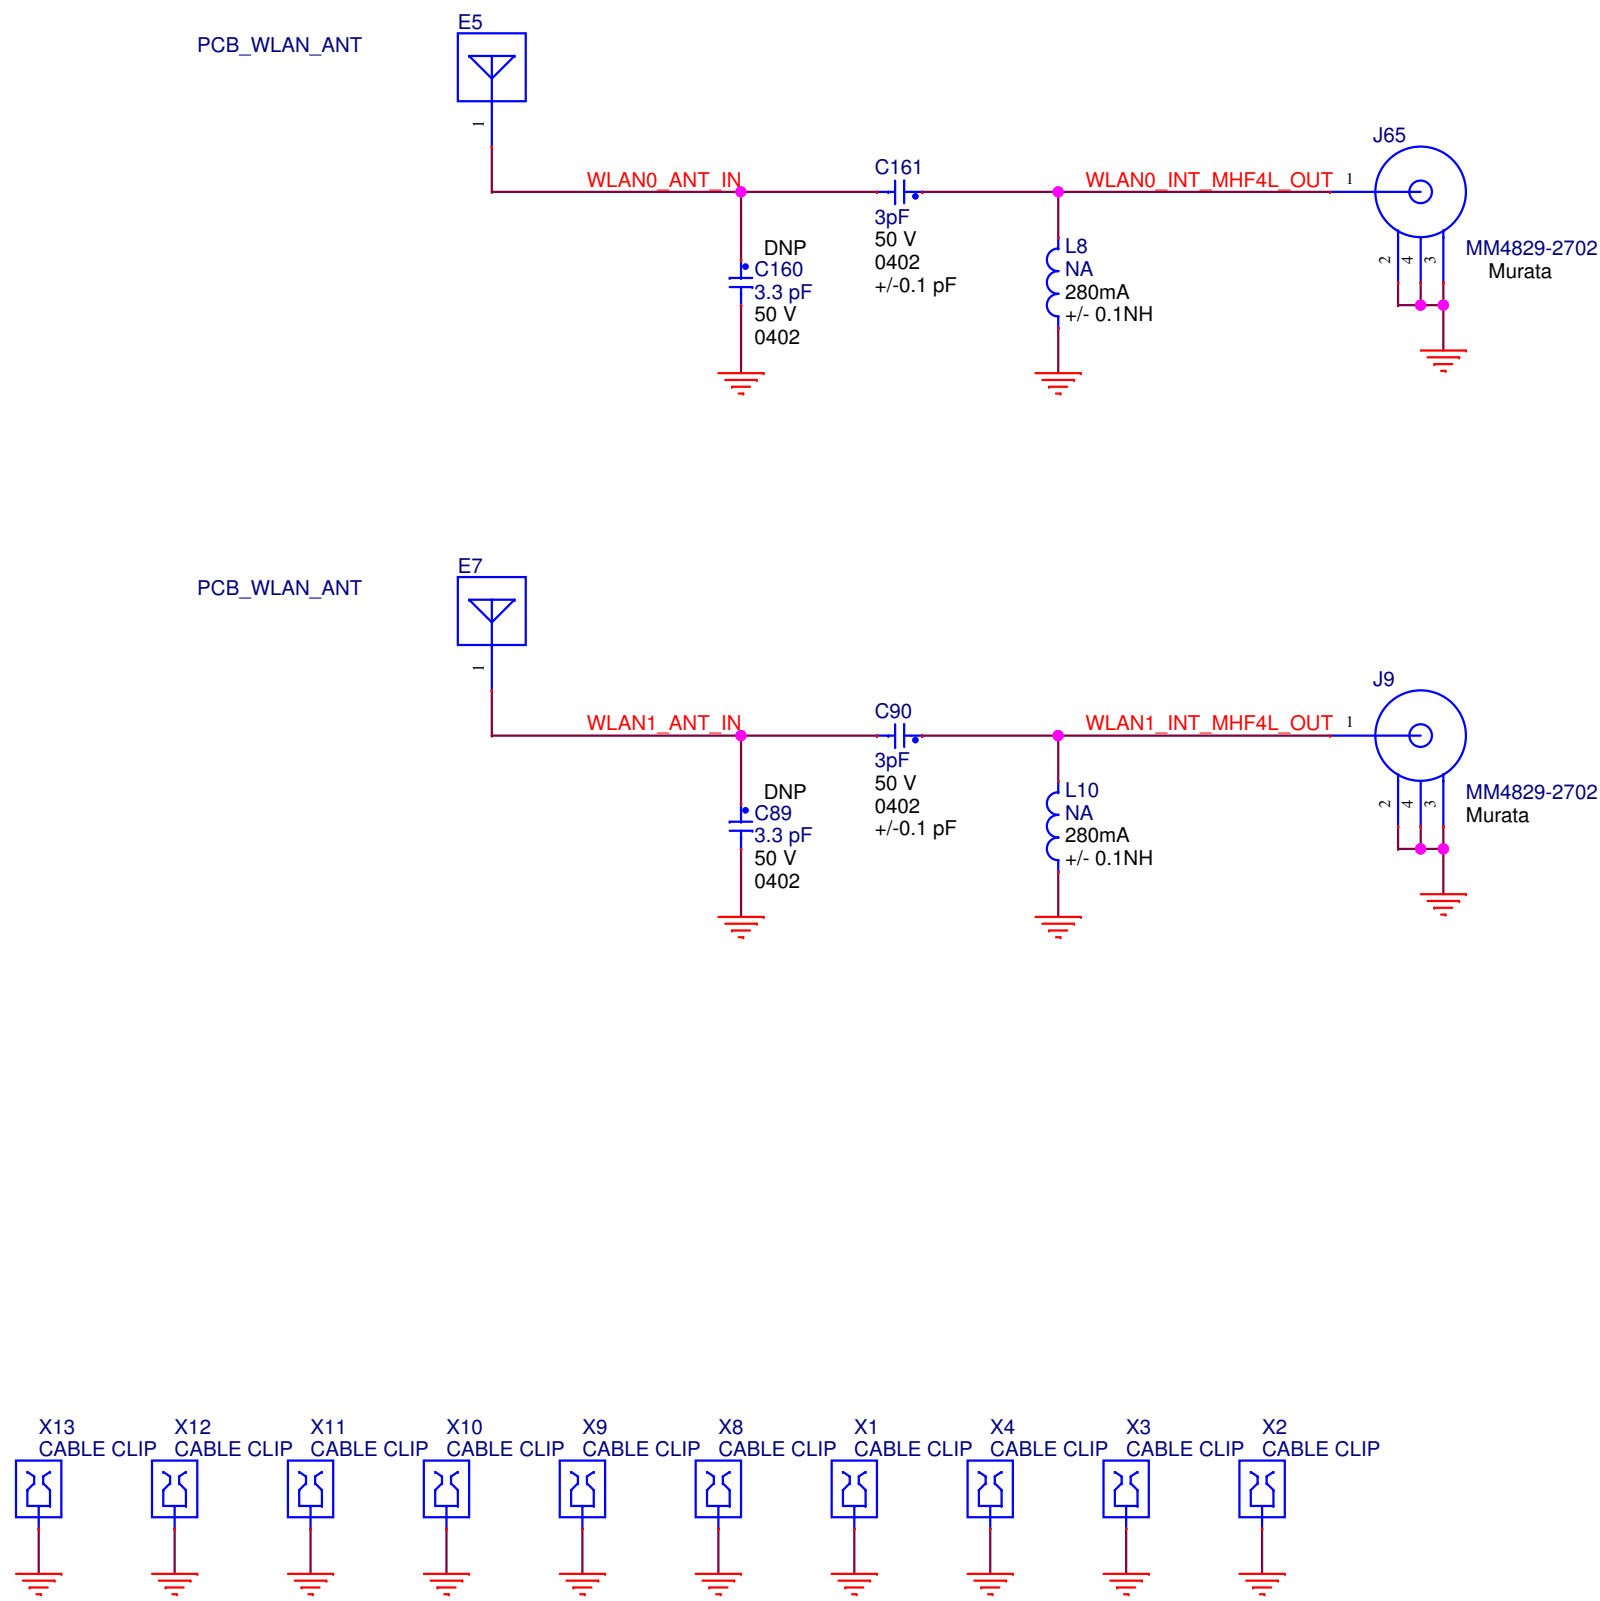 E5
PCB_WLAN_ANT
1
J65
C161
WLAN0_ANT_IN
WLAN0_INT_MHF4L_OUT
1
3pF
50 V
0402
+/-0.1 pF
DNP
C160
3.3 pF
50 V
0402
L8
NA
280mA
+/- 0.1NH
2
4
3
MM4829-2702
Murata
E7
PCB_WLAN_ANT
1
J9
C90
WLAN1_ANT_IN
WLAN1_INT_MHF4L_OUT
1
3pF
50 V
0402
+/-0.1 pF
DNP
C89
3.3 pF
50 V
0402
L10
NA
280mA
+/- 0.1NH
2
4
3
MM4829-2702
Murata
X13
CABLE CLIP
X12
CABLE CLIP
X11
CABLE CLIP
X10
CABLE CLIP
X9
CABLE CLIP
X8
CABLE CLIP
X1
CABLE CLIP
X4
CABLE CLIP
X3
CABLE CLIP
X2
CABLE CLIP